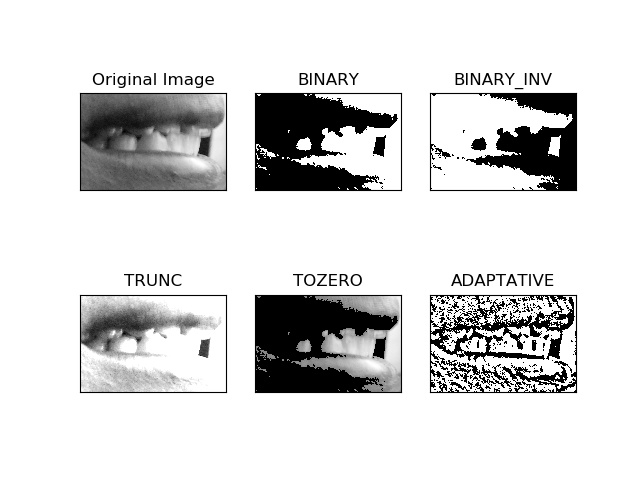 Original Image
BINARY
BINARY_INV
TRUNC
TOZERO
ADAPTATIVE